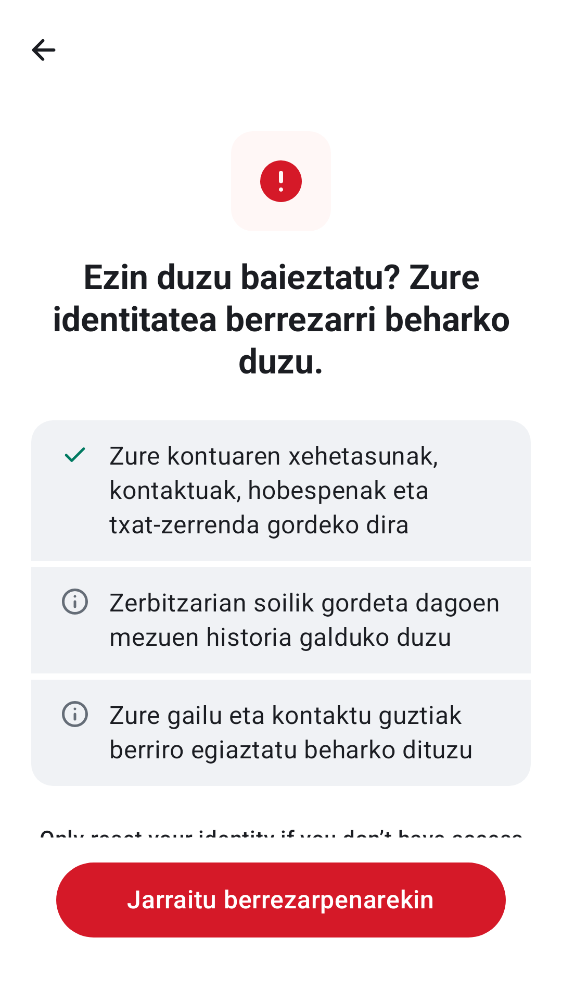 Ezin duzu baieztatu? Zure
identitatea berrezarri beharko
duzu.
Zure kontuaren xehetasunak,
kontaktuak, hobespenak eta
txat-zerrenda gordeko dira
Zerbitzarian soilik gordeta dagoen
mezuen historia galduko duzu
Zure gailu eta kontaktu guztiak
berriro egiaztatu beharko dituzu
Only reset your identity if you don’t have access
Jarraitu berrezarpenarekin